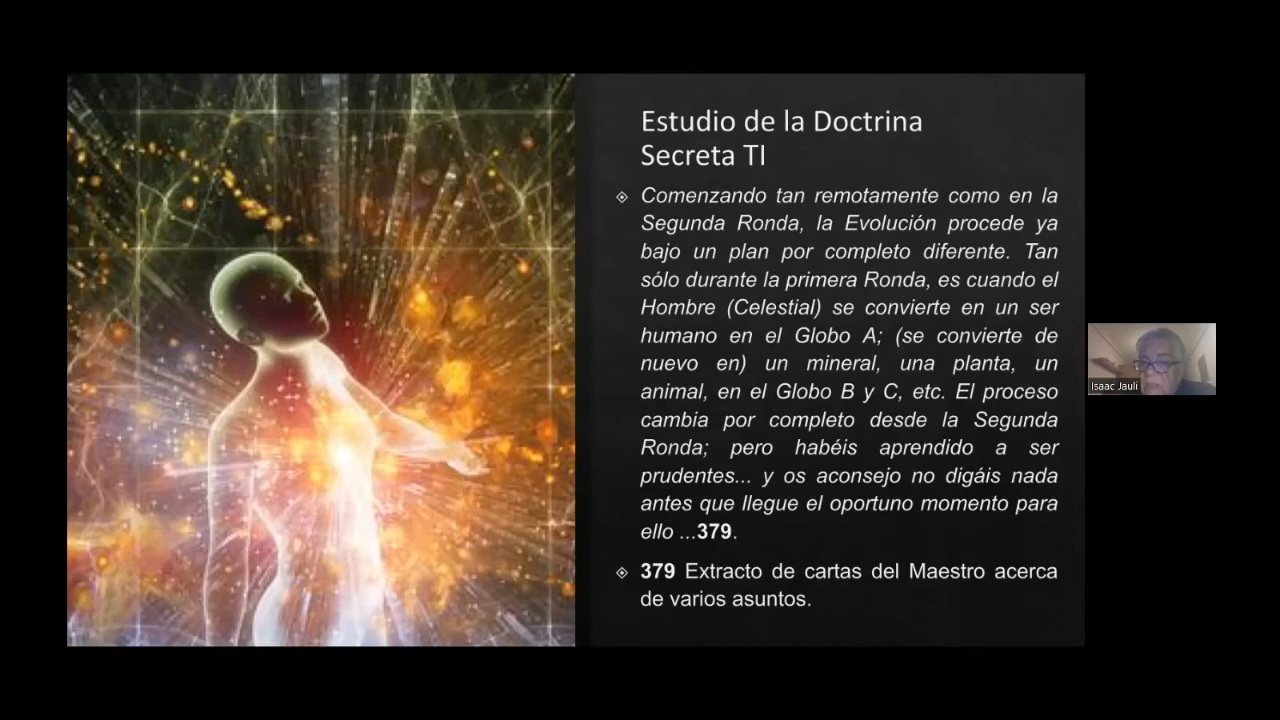 Estudio de la Doctrina
Secreta TI
Comenzando tan remotamente como en la
Segunda Ronda, la Evolución procede ya
bajo un plan por completo diferente. Tan
sólo durante la primera Ronda, es cuando el
Hombre (Celestial) se convierte en un ser
humano en el Globo A; (se convierte de
nuevo en) un mineral, una planta, un
animal, en el Globo B y C, etc. El proceso
cambia por completo desde la Segunda
Ronda; pero habéis aprendido a ser
prudentes... y os aconsejo no digáis nada
antes que llegue el oportuno momento para
ello ...379.
379 Extracto de cartas del Maestro acerca
de varios asuntos.
Isaac Jauli